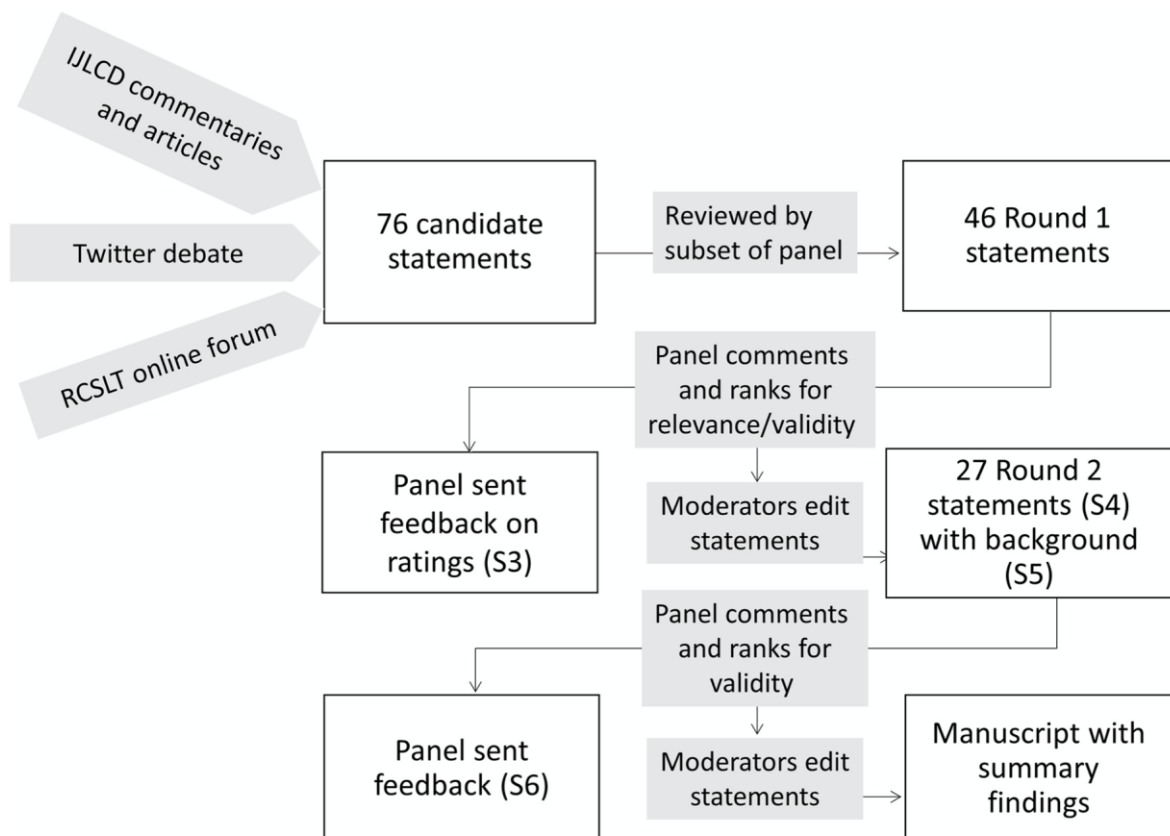 IJLCD commentaries
and articles
Twitter debate
RCSLT online forum
76 candidate
statements
Reviewed by
subset of panel
46 Round 1
statements
Panel comments
and ranks for
relevance/validity
Panel sent
feedback on
ratings (S3)
Moderators edit
statements
27 Round 2
statements (S4)
with background
(S5)
Panel comments
and ranks for
validity
Panel sent
feedback (S6)
Moderators edit
statements
Manuscript with
summary
findings